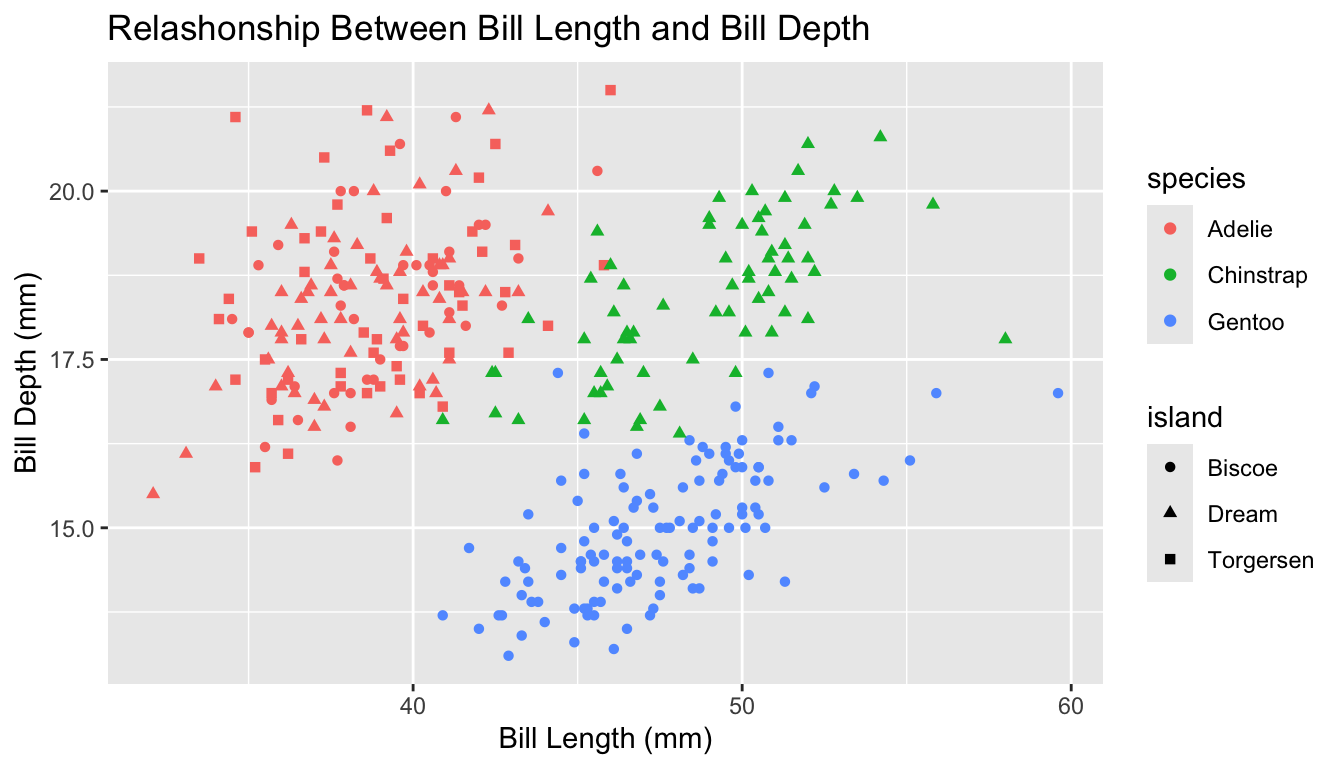 Relashonship Between Bill Length and Bill Depth
20.0
17.5
15.0
Bill Depth (mm)
40
50
60
Bill Length (mm)
species
Adelie
Chinstrap
Gentoo
island
Biscoe
Dream
Torgersen